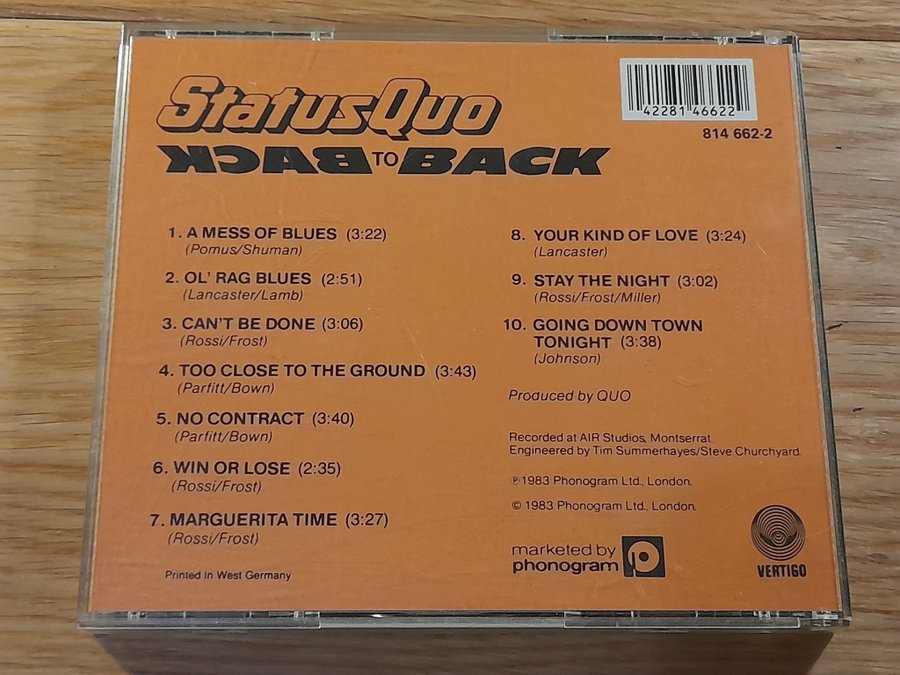 Status Quo
BACK TO BACK
42281 46622
814 662-2
1. A MESS OF BLUES (3:22)
(Pomus/Shuman)
2. OL' RAG BLUES (2:51)
(Lancaster/Lamb)
3. CAN'T BE DONE (3:06)
(Rossi/Frost)
4. TOO CLOSE TO THE GROUND (3:43)
(Parfitt/Bown)
5. NO CONTRACT (3:40)
(Parfitt/Bown)
6. WIN OR LOSE (2:35)
(Rossi/Frost)
7. MARGUERITA TIME (3:27)
(Rossi/Frost)
Printed in West Germany
8. YOUR KIND OF LOVE (3:24)
(Lancaster)
9. STAY THE NIGHT (3:02)
(Rossi/Frost/Miller)
10. GOING DOWN TOWN
TONIGHT (3:38)
(Johnson)
Produced by QUO
Recorded at AIR Studios, Montserrat.
Engineered by Tim Summerhayes/Steve Churchyard.
℗ 1983 Phonogram Ltd., London.
© 1983 Phonogram Ltd., London.
marketed by
phonogram
VERTIGO